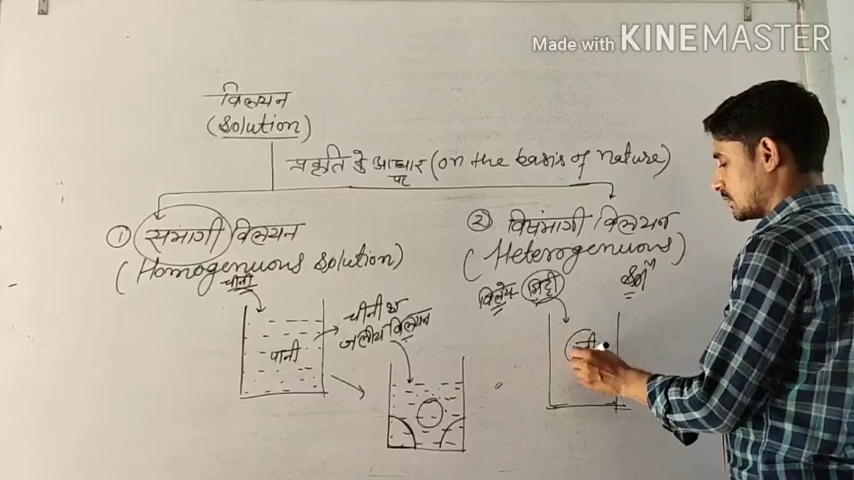 Made with KINEMASTER
विलयन
(Solution)
प्रकृति के आधार (on the basis of nature)
पर
① समांगी विलयन
(Homogenuous solution)
② विषमांगी विलयन
(Heterogenuous)
चीनी
पानी
चीनी का
जलीय विलयन
विलेय- मिट्टी